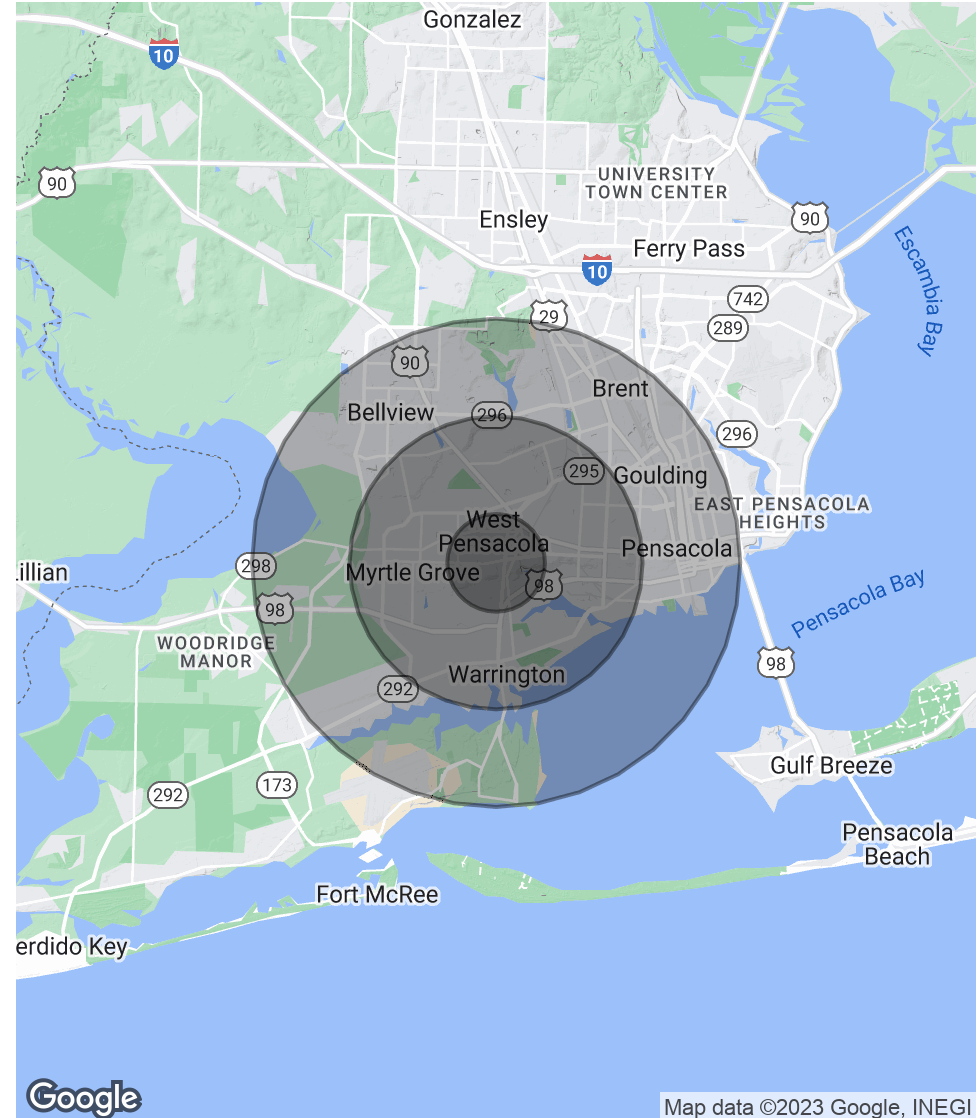 Gonzalez
10
UNIVERSITY
TOWN CENTER
90
Ensley
90
Ferry Pass
10
Escambia Bay
742
29
289
90
Brent
Bellview
296
296
295
Goulding
EAST PENSACOLA
HEIGHTS
West
Pensacola
Pensacola
298
Lillian
Myrtle Grove
98
98
Pensacola Bay
WOODRIDGE
MANOR
98
Warrington
292
Gulf Breeze
173
292
Pensacola
Beach
Fort McRee
erdido Key
Google
Map data ©2023 Google, INEGI